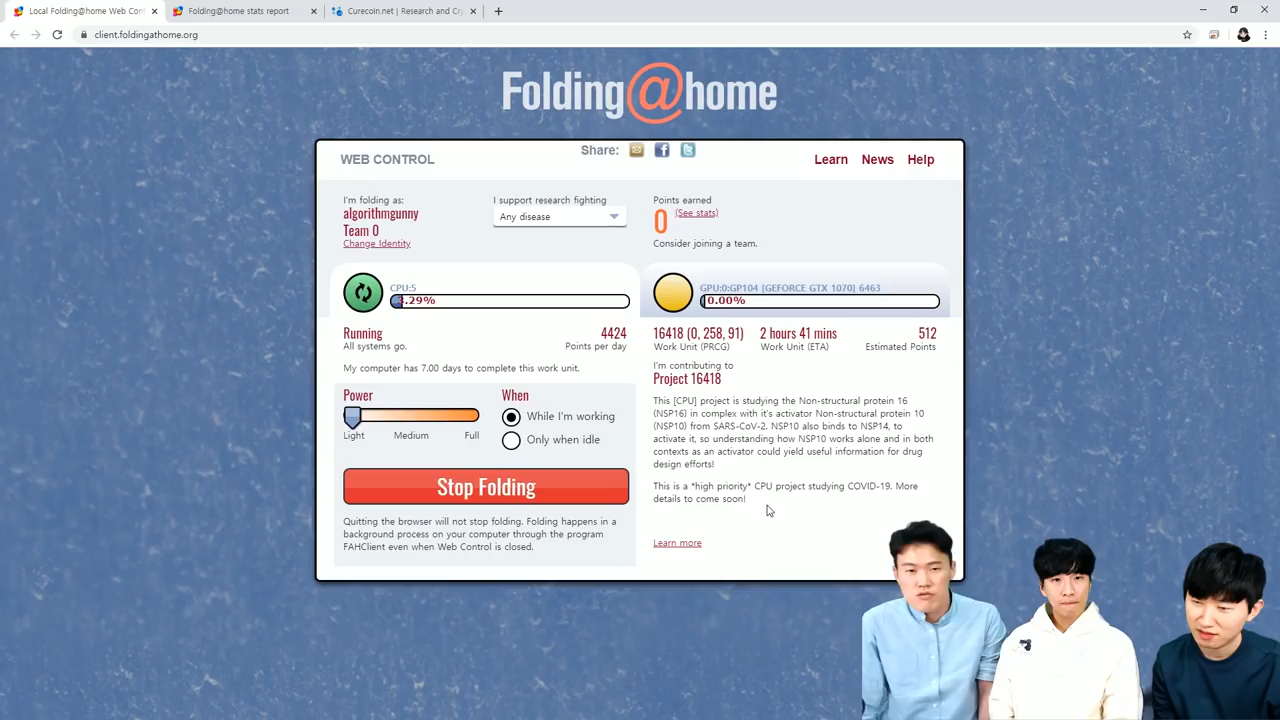 Local Folding@home Web Con
Folding@home stats report
Curecoin.net | Research and Cry
client.foldingathome.org
Folding@home
WEB CONTROL
Share:
Learn News Help
I'm folding as:
algorithmgunny
Team 0
Change Identity
I support research fighting
Any disease
Points earned
0 (See stats)
Consider joining a team.
CPU:5
3.29%
GPU:0:GP104 [GEFORCE GTX 1070] 6463
0.00%
Running
All systems go.
4424
Points per day
My computer has 7.00 days to complete this work unit.
Power
Light Medium Full
When
While I'm working
Only when idle
Stop Folding
Quitting the browser will not stop folding. Folding happens in
a background process on your computer through the program
FAHClient even when Web Control is closed.
16418 (0, 258, 91) 2 hours 41 mins 512
Work Unit (PRCG) Work Unit (ETA) Estimated Points
I'm contributing to
Project 16418
This [CPU] project is studying the Non-structural protein 16
(NSP16) in complex with it's activator Non-structural protein 10
(NSP10) from SARS-CoV-2. NSP10 also binds to NSP14, to
activate it, so understanding how NSP10 works alone and in both
contexts as an activator could yield useful information for drug
design efforts!
This is a *high priority* CPU project studying COVID-19. More
details to come soon!
Learn more